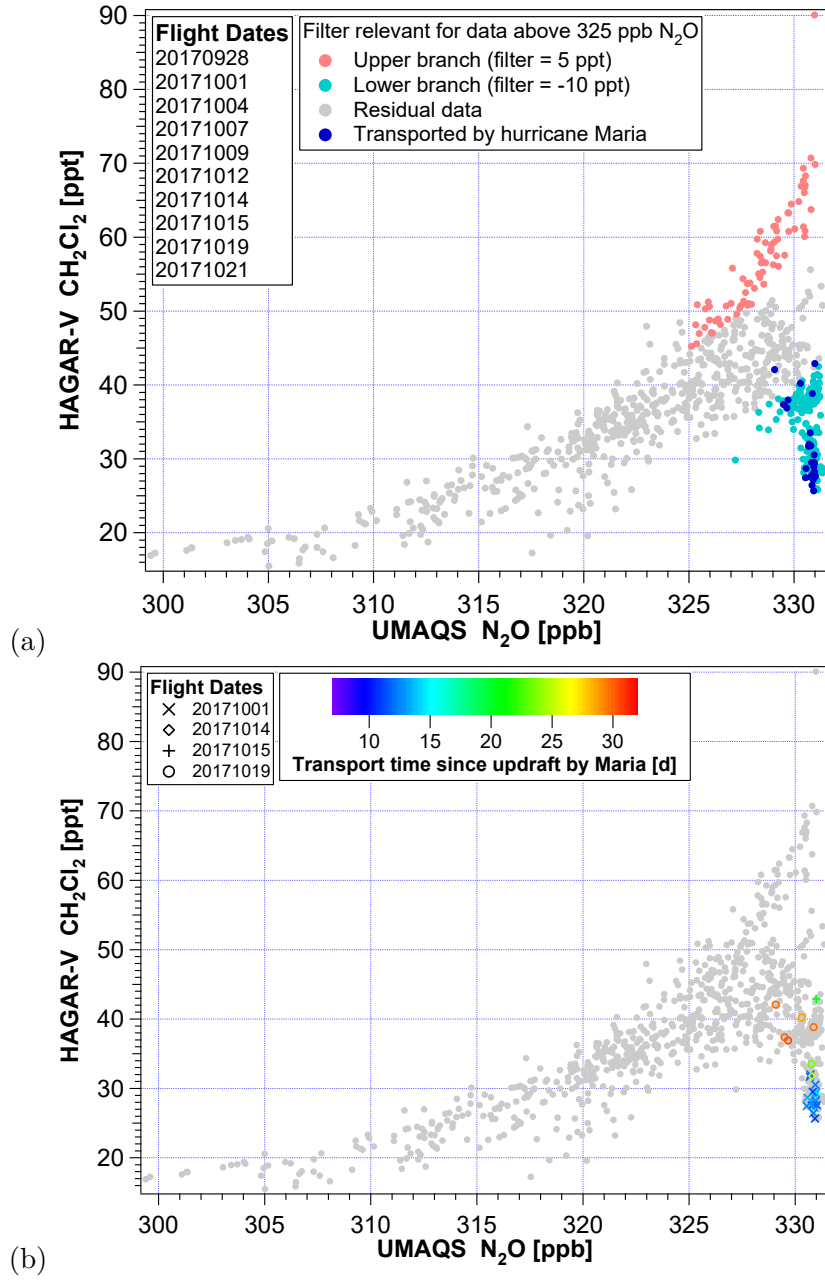 Flight Dates
20170928
20171001
20171004
20171007
20171009
20171012
20171014
20171015
20171019
20171021
Filter relevant for data above 325 ppb N₂O
Upper branch (filter = 5 ppt)
Lower branch (filter = -10 ppt)
Residual data
Transported by hurricane Maria
HAGAR-V CH₂Cl₂ [ppt]
90
80
70
60
50
40
30
20
300 305 310 315 320 325 330
UMAQS N₂O [ppb]
(a)
Flight Dates
20171001
20171014
20171015
20171019
10 15 20 25 30
Transport time since updraft by Maria [d]
HAGAR-V CH₂Cl₂ [ppt]
90
80
70
60
50
40
30
20
300 305 310 315 320 325 330
UMAQS N₂O [ppb]
(b)